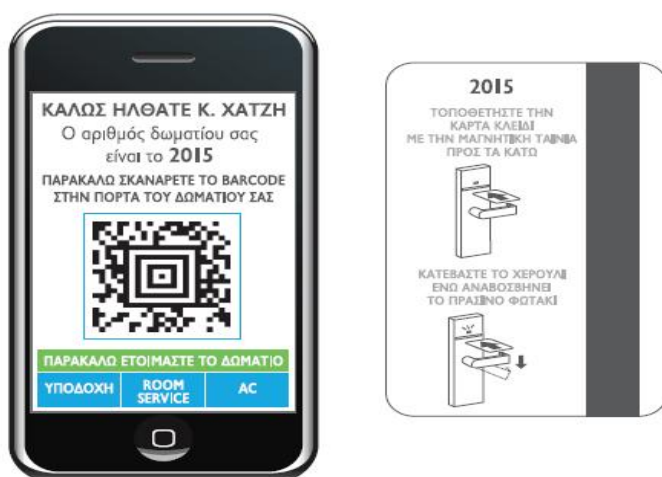 ΚΑΛΩΣ ΗΛΘΑΤΕ Κ. ΧΑΤΖΗ
Ο αριθμός δωματίου σας
είναι το 2015
ΠΑΡΑΚΑΛΩ ΣΚΑΝΑΡΕΤΕ ΤΟ BARCODE
ΣΤΗΝ ΠΟΡΤΑ ΤΟΥ ΔΩΜΑΤΙΟΥ ΣΑΣ
ΠΑΡΑΚΑΛΩ ΕΤΟΙΜΑΣΤΕ ΤΟ ΔΩΜΑΤΙΟ
ΥΠΟΔΟΧΗ
ROOM
SERVICE
AC
2015
ΤΟΠΟΘΕΤΗΣΤΕ ΤΗΝ
ΚΑΡΤΑ ΚΛΕΙΔΙ
ΜΕ ΤΗΝ ΜΑΓΝΗΤΙΚΗ ΤΑΙΝΙΑ
ΠΡΟΣ ΤΑ ΚΑΤΩ
ΚΑΤΕΒΑΣΤΕ ΤΟ ΧΕΡΟΥΛΙ
ΕΝΩ ΑΝΑΒΟΣΒΗΝΕΙ
ΤΟ ΠΡΑΣΙΝΟ ΦΩΤΑΚΙ